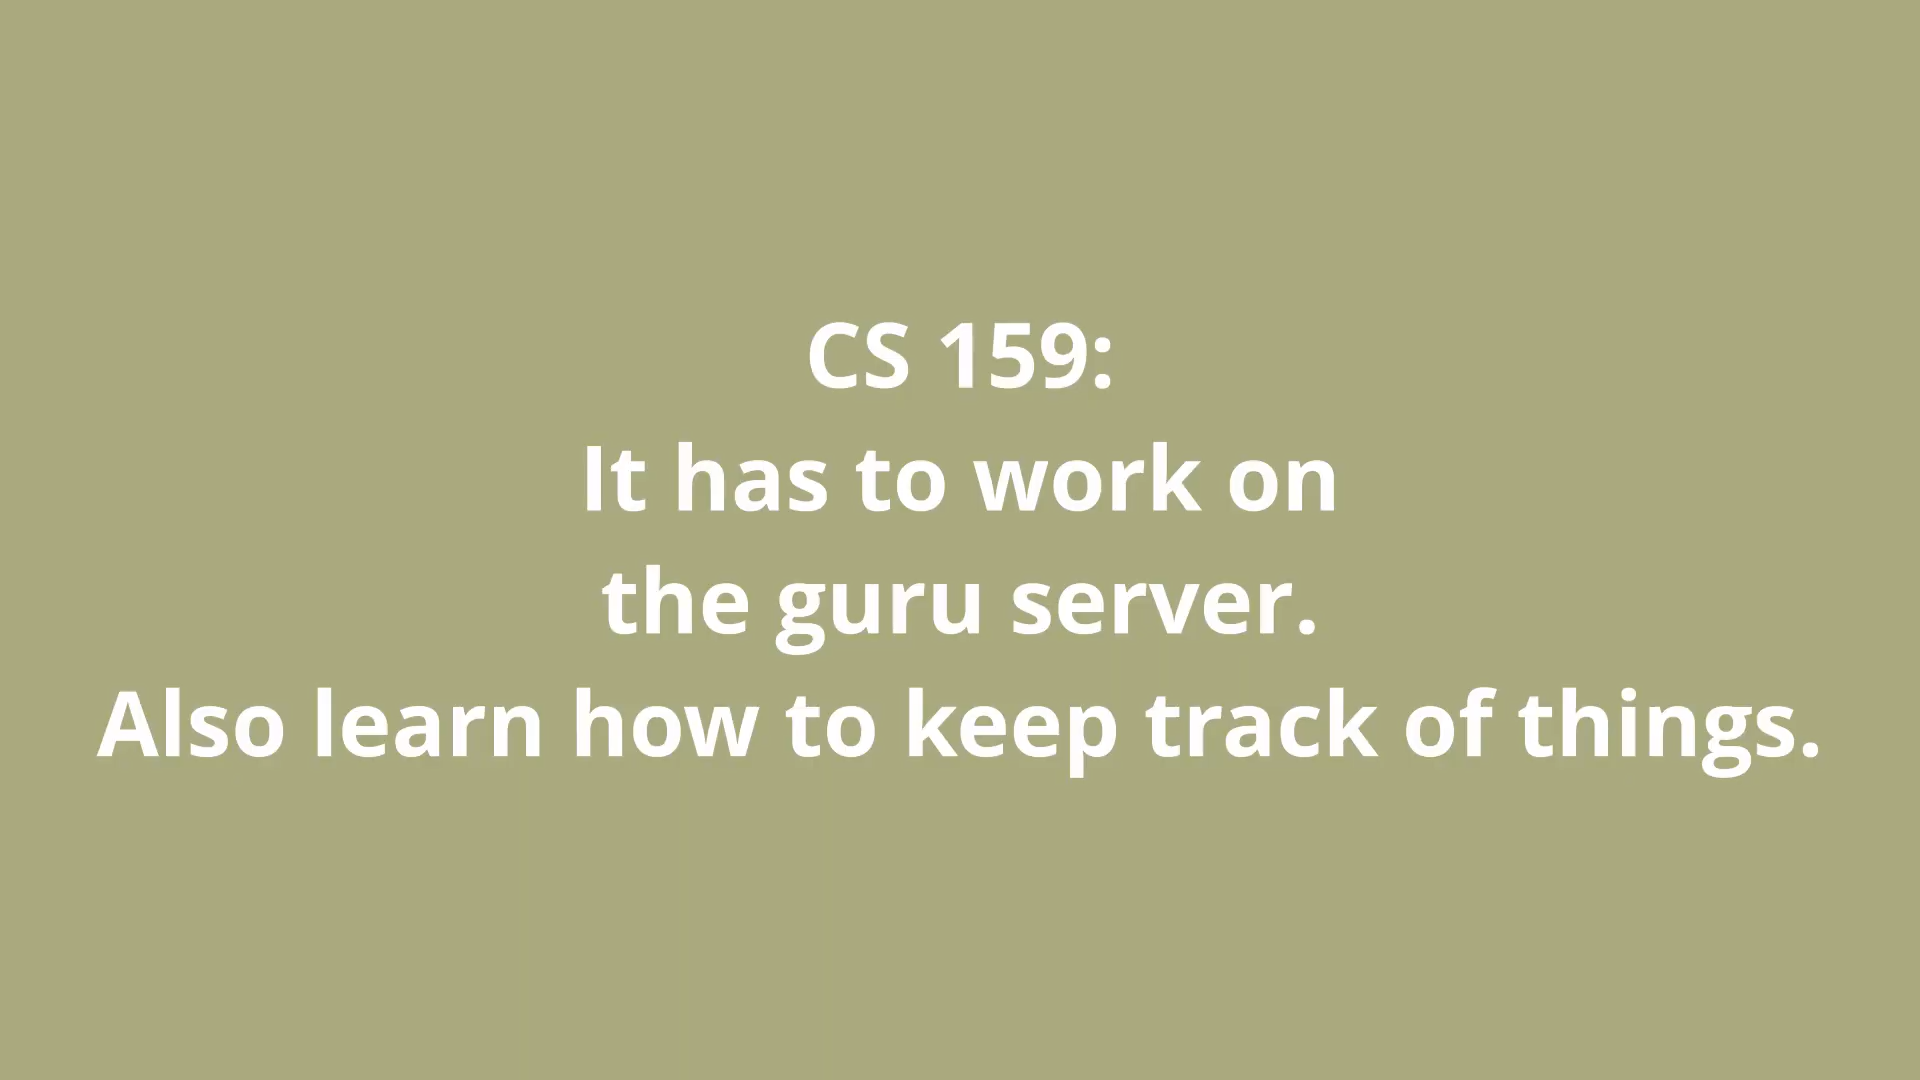 CS 159:
It has to work on
the guru server.
Also learn how to keep track of things.